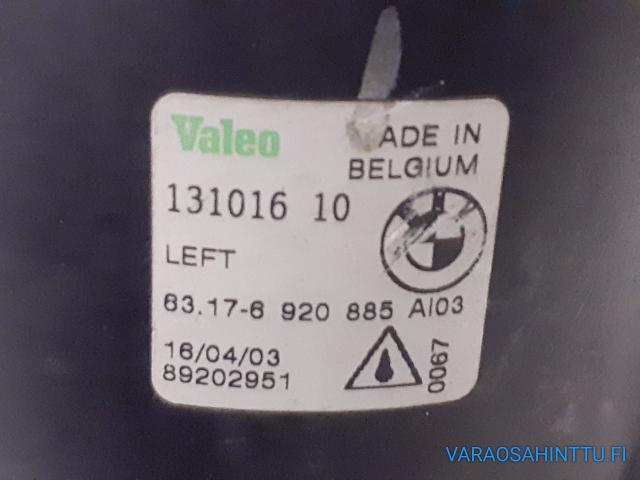 Valeo
ADE IN
BELGIUM
131016 10
LEFT
63.17-6 920 885 AI03
16/04/03
89202951
0067
VARAOSAHINTTU.FI